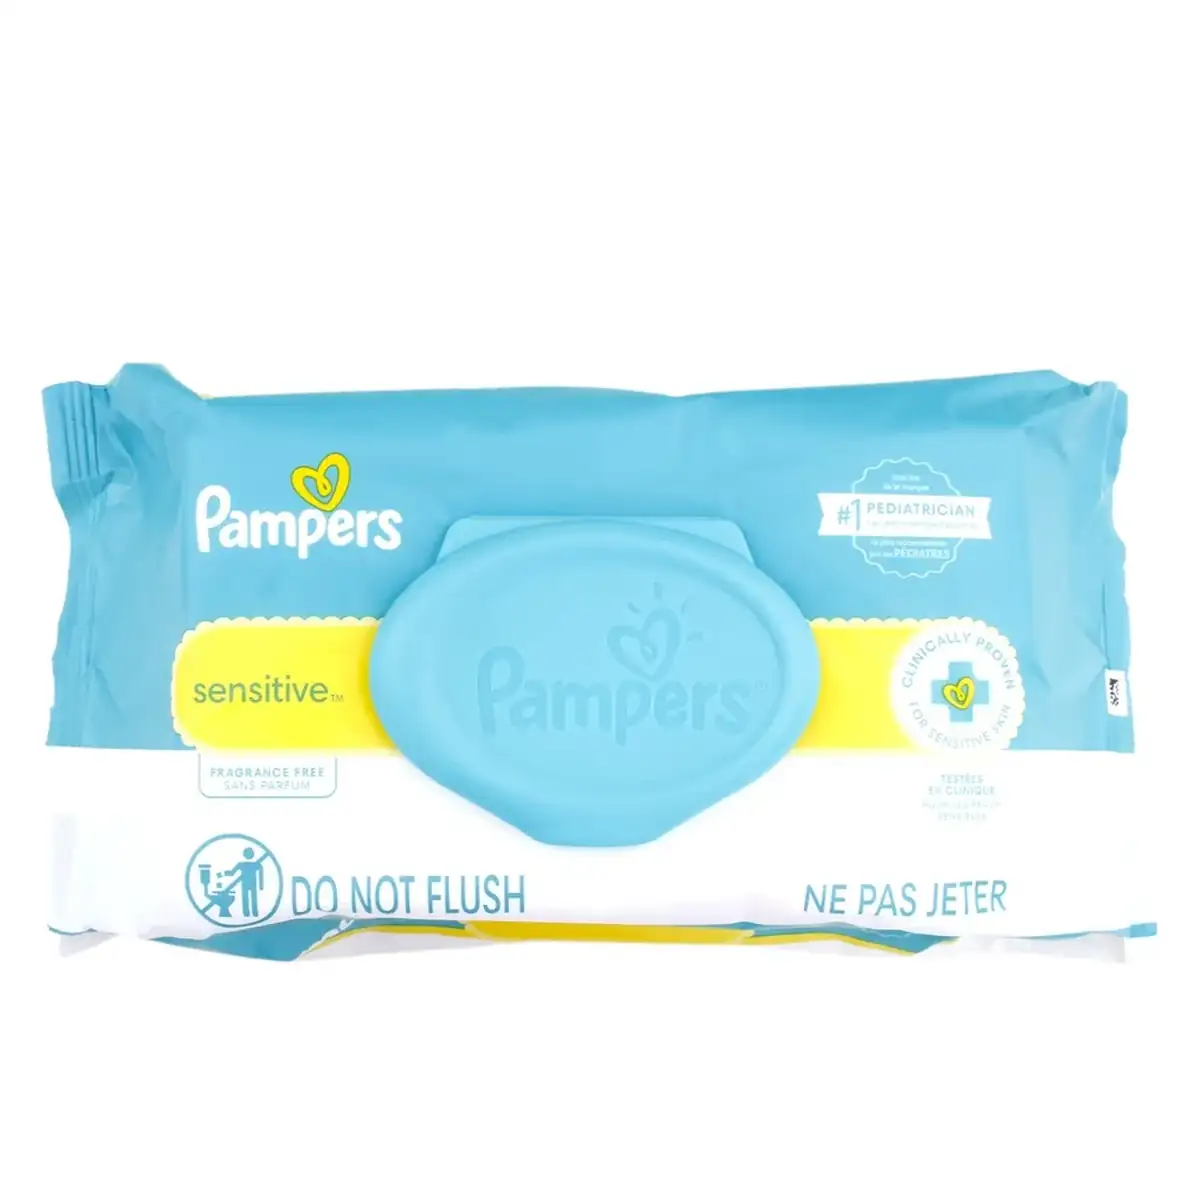 Pampers
#1 PEDIATRICIAN
PÉDIATRES
Pampers
sensitive™
CLINICALLY PROVEN
FOR SENSITIVE SKIN
FRAGRANCE FREE
SANS PARFUM
TESTÉES
EN CLINIQUE
DO NOT FLUSH
NE PAS JETER